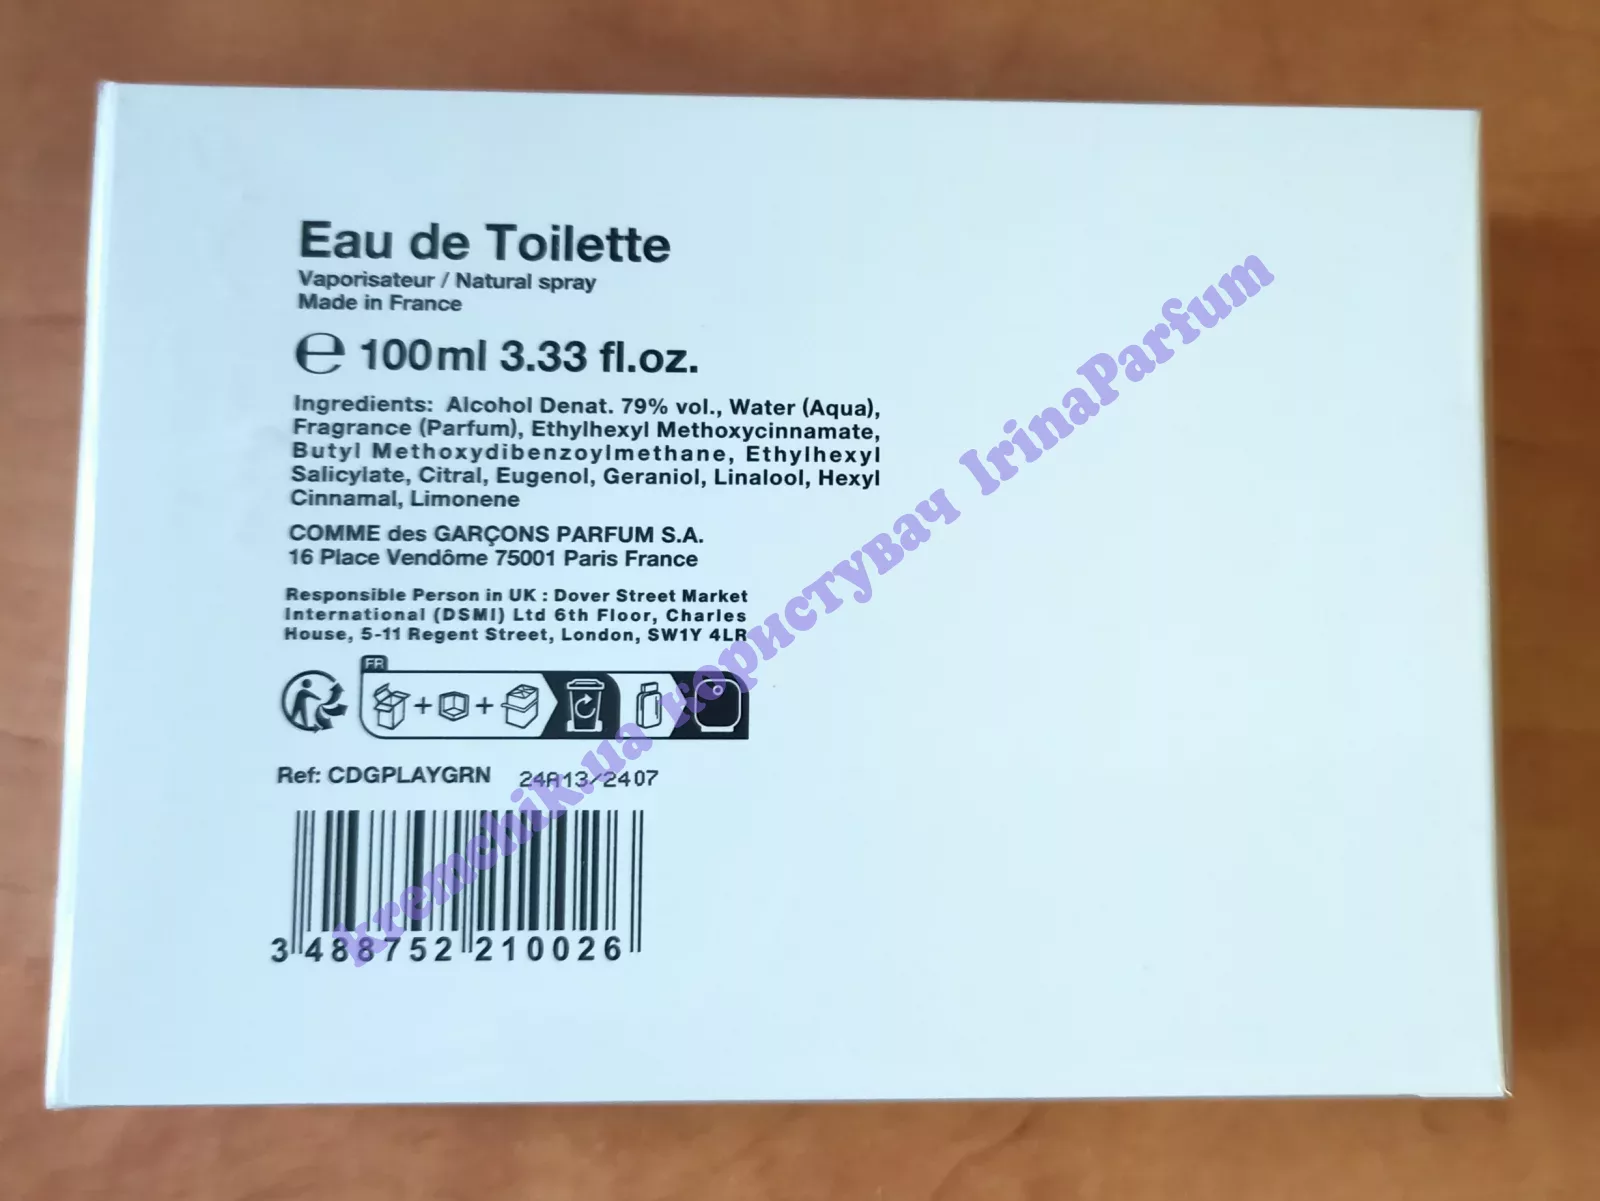 Eau de Toilette
Vaporisateur / Natural spray
Made in France
℮ 100ml 3.33 fl.oz.
Ingredients: Alcohol Denat. 79% vol., Water (Aqua),
Fragrance (Parfum), Ethylhexyl Methoxycinnamate,
Butyl Methoxydibenzoylmethane, Ethylhexyl
Salicylate, Citral, Eugenol, Geraniol, Linalool, Hexyl
Cinnamal, Limonene
COMME des GARÇONS PARFUM S.A.
16 Place Vendôme 75001 Paris France
Responsible Person in UK : Dover Street Market
International (DSMI) Ltd 6th Floor, Charles
House, 5-11 Regent Street, London, SW1Y 4LR
FR
Ref: CDGPLAYGRN 24A13/2407
3 488752 210026
kremchik.ua користувач IrinaParfum